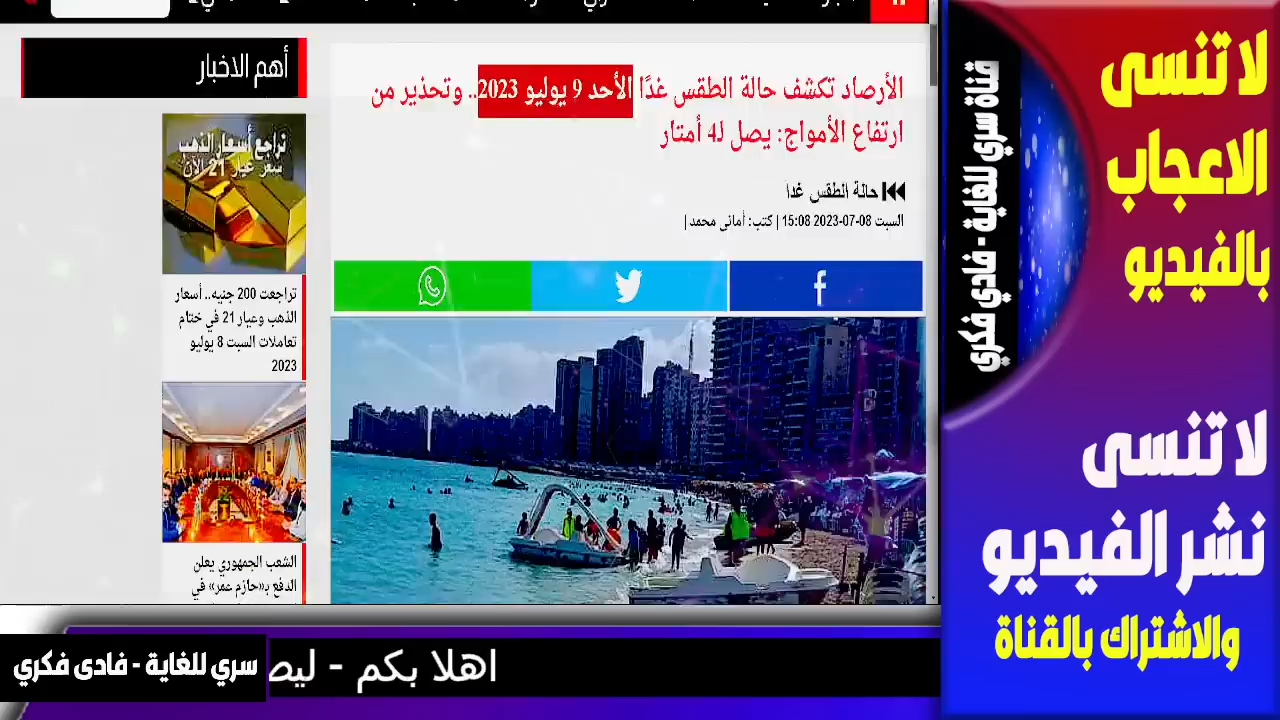 أهم الاخبار
الأرصاد تكشف حالة الطقس غدًا الأحد 9 يوليو 2023.. وتحذير من
ارتفاع الأمواج: يصل لـ4 أمتار
حالة الطقس غدا
السبت 08-07-2023 15:08 | كتب: أمانى محمد |
تراجع أسعار الذهب
سعر عيار 21 الآن
تراجعت 200 جنيه.. أسعار
الذهب وعيار 21 في ختام
تعاملات السبت 8 يوليو
2023
الشعب الجمهوري يعلن
الدفع بـ«حازم عمر» في
لا تنسى
الاعجاب
بالفيديو
قناة سري للغاية - فادي فكري
لا تنسى
نشر الفيديو
والاشتراك بالقناة
اهلا بكم - ليص
سري للغاية - فادى فكري